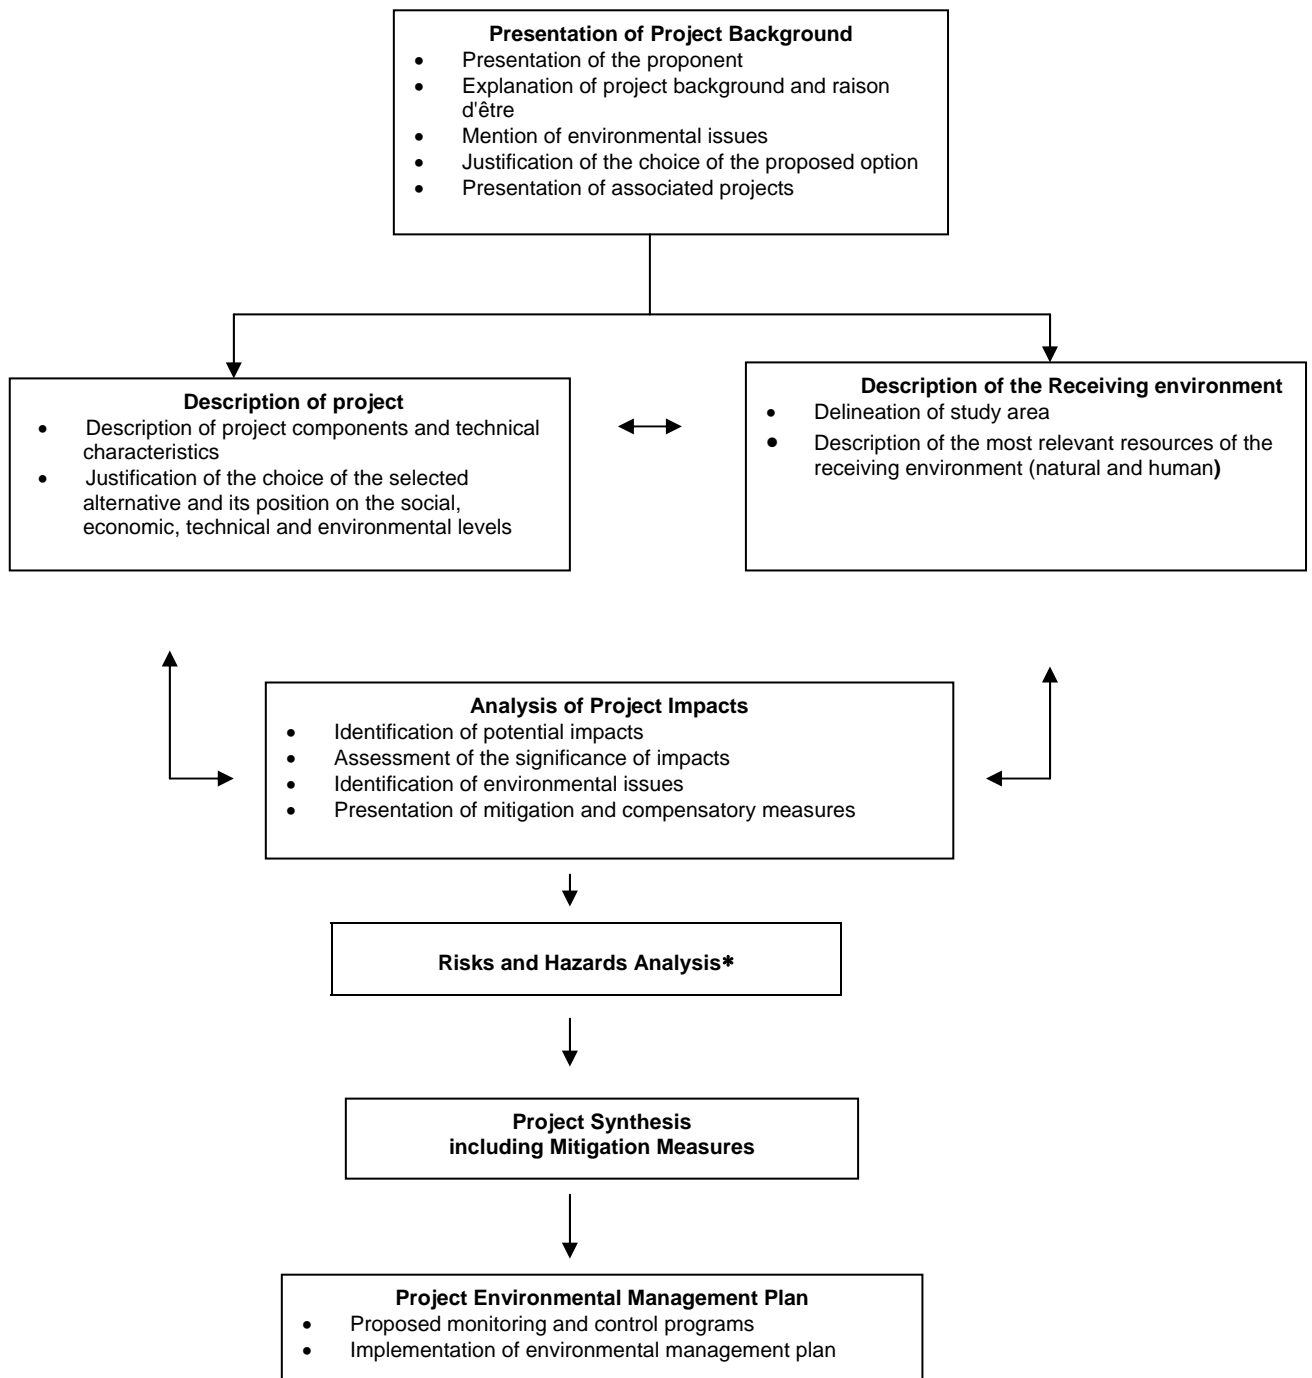 Presentation of Project Background
• Presentation of the proponent
• Explanation of project background and raison
d'être
• Mention of environmental issues
• Justification of the choice of the proposed option
• Presentation of associated projects
Description of project
• Description of project components and technical
characteristics
• Justification of the choice of the selected
alternative and its position on the social,
economic, technical and environmental levels
Description of the Receiving environment
• Delineation of study area
• Description of the most relevant resources of the
receiving environment (natural and human)
Analysis of Project Impacts
• Identification of potential impacts
• Assessment of the significance of impacts
• Identification of environmental issues
• Presentation of mitigation and compensatory measures
Risks and Hazards Analysis*
Project Synthesis
including Mitigation Measures
Project Environmental Management Plan
• Proposed monitoring and control programs
• Implementation of environmental management plan